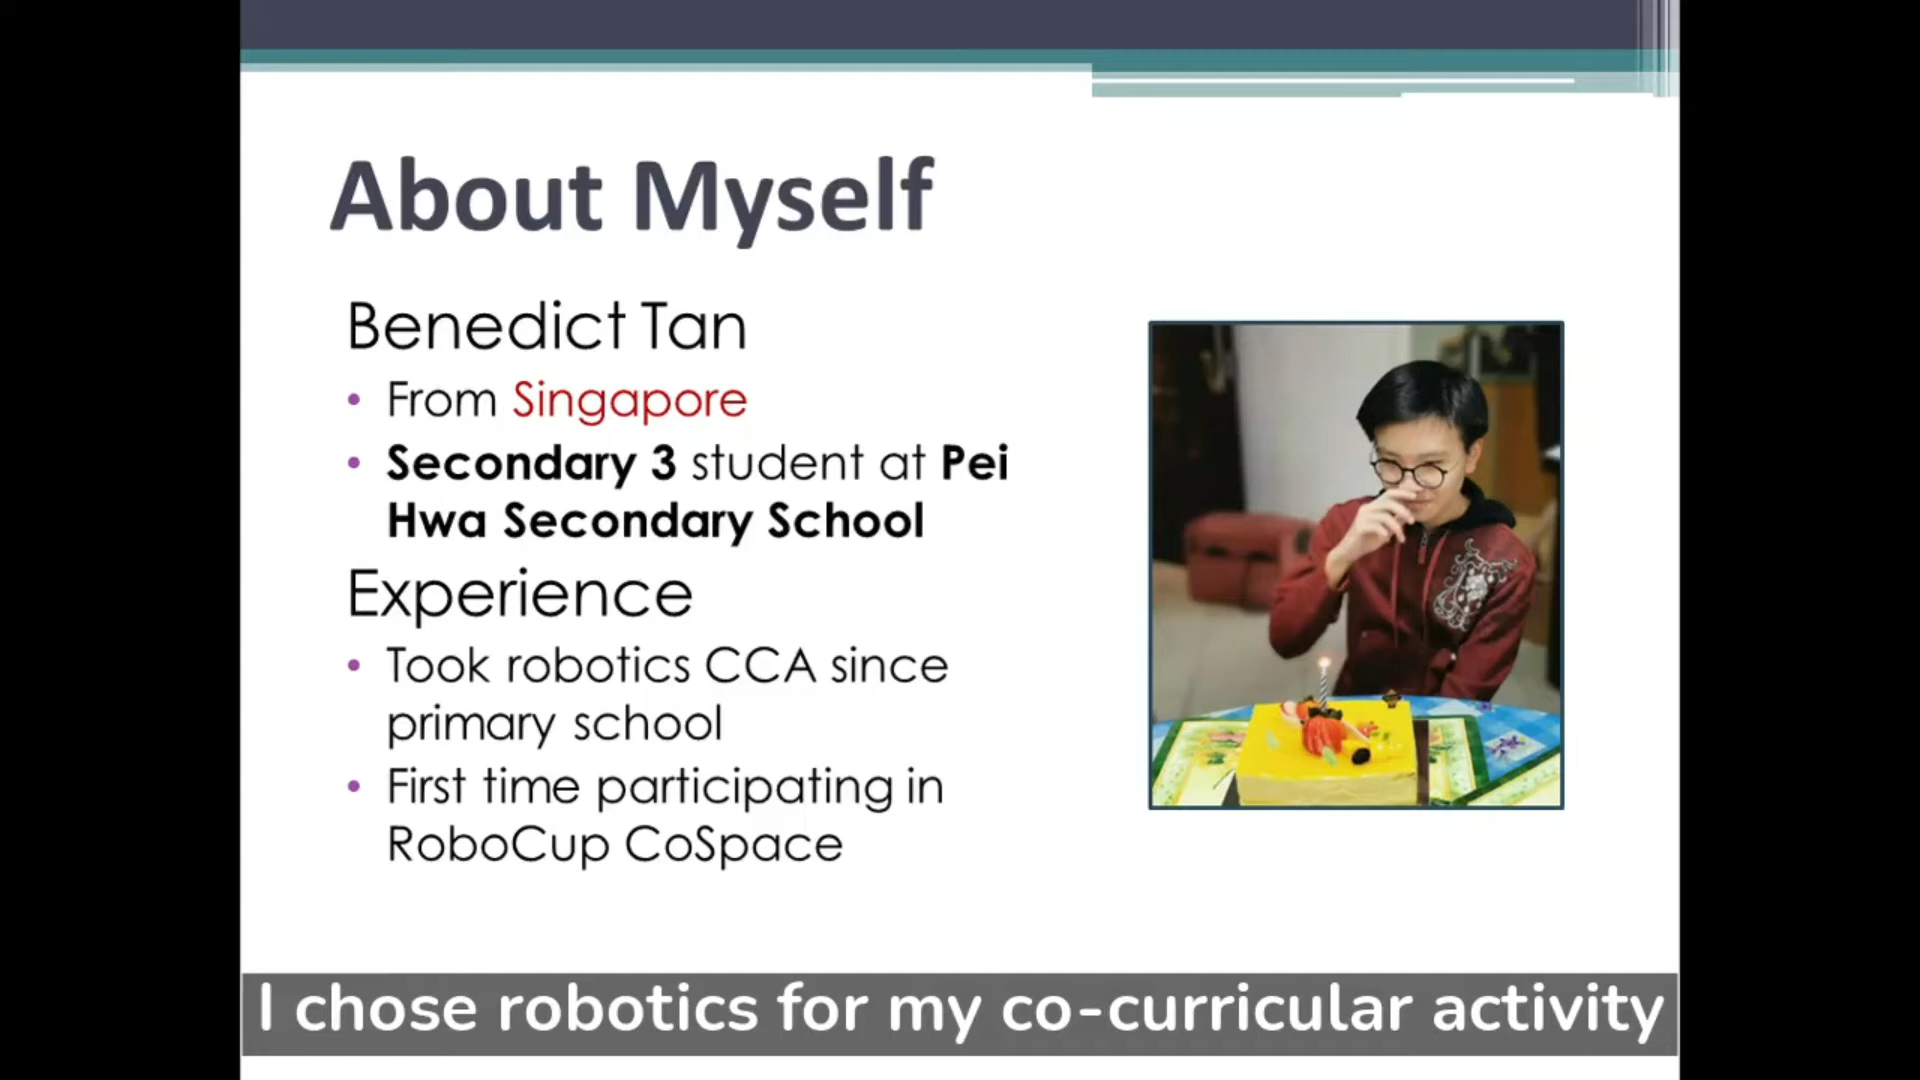 About Myself
Benedict Tan
• From Singapore
• Secondary 3 student at Pei
Hwa Secondary School
Experience
• Took robotics CCA since
primary school
• First time participating in
RoboCup CoSpace
I chose robotics for my co-curricular activity